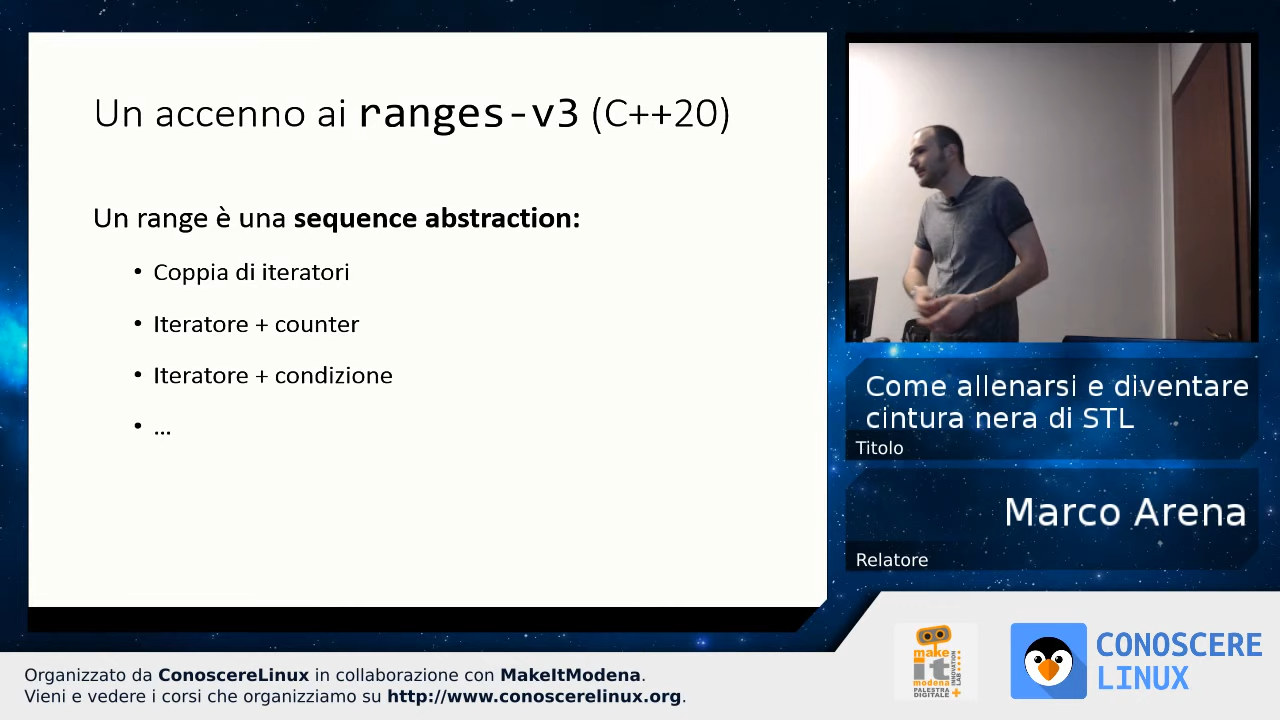 Un accenno ai ranges-v3 (C++20)
Un range è una sequence abstraction:
• Coppia di iteratori
• Iteratore + counter
• Iteratore + condizione
• ...
Come allenarsi e diventare
cintura nera di STL
Titolo
Marco Arena
Relatore
make
it
modena
PALESTRA
DIGITALE
INNOVATION
LAB
CONOSCERE
LINUX
Organizzato da ConoscereLinux in collaborazione con MakeItModena.
Vieni e vedere i corsi che organizziamo su http://www.conoscerelinux.org.